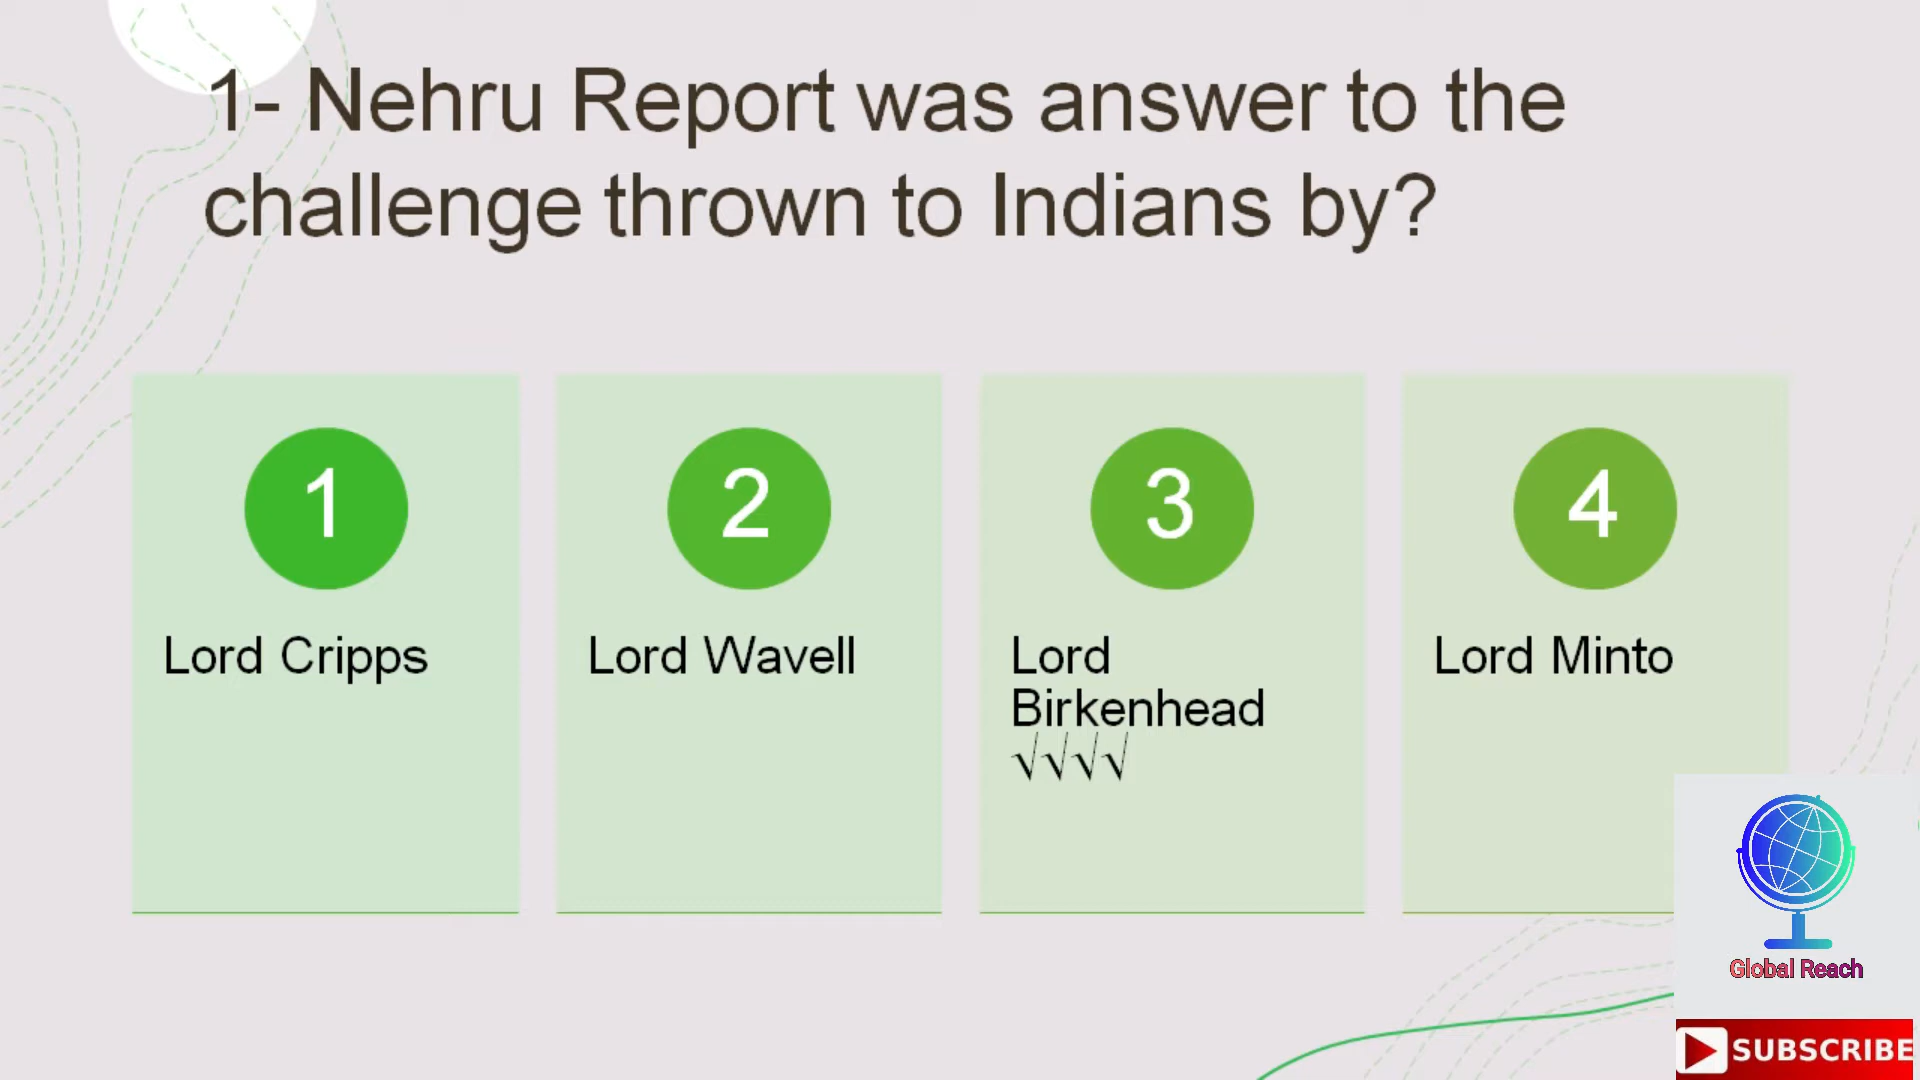 1- Nehru Report was answer to the
challenge thrown to Indians by?
1
2
3
4
Lord Cripps
Lord Wavell
Lord
Birkenhead
√√√√
Lord Minto
Global Reach
SUBSCRIBE